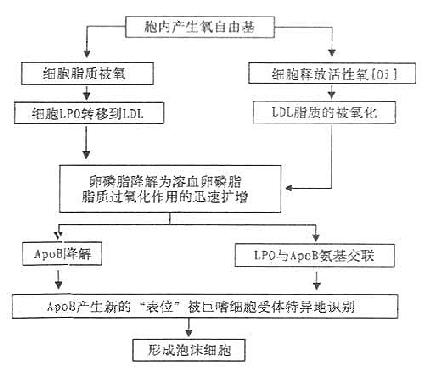 胞内产生氧自由基
细胞脂质被氧
细胞释放活性氧[O₂ˉ]
细胞LPO转移到LDL
LDL脂质的被氧化
卵磷脂降解为溶血卵磷脂
脂质过氧化作用的迅速扩增
ApoB降解
LPO与ApoB氨基交联
ApoB产生新的“表位”被巨嗜细胞受体特异地识别
形成泡沫细胞